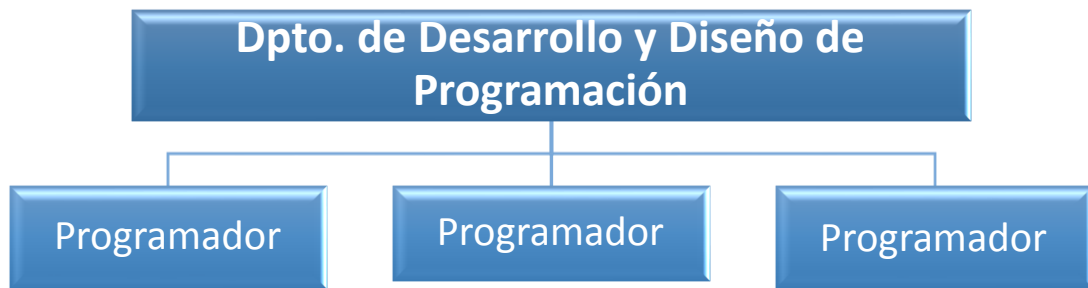 Dpto. de Desarrollo y Diseño de
Programación
Programador
Programador
Programador